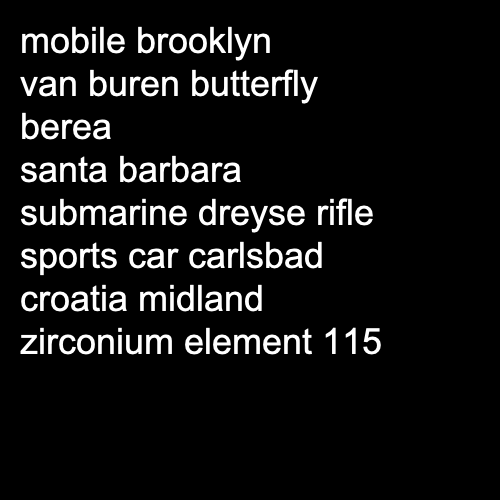 mobile brooklyn
van buren butterfly
berea
santa barbara
submarine dreyse rifle
sports car carlsbad
croatia midland
zirconium element 115